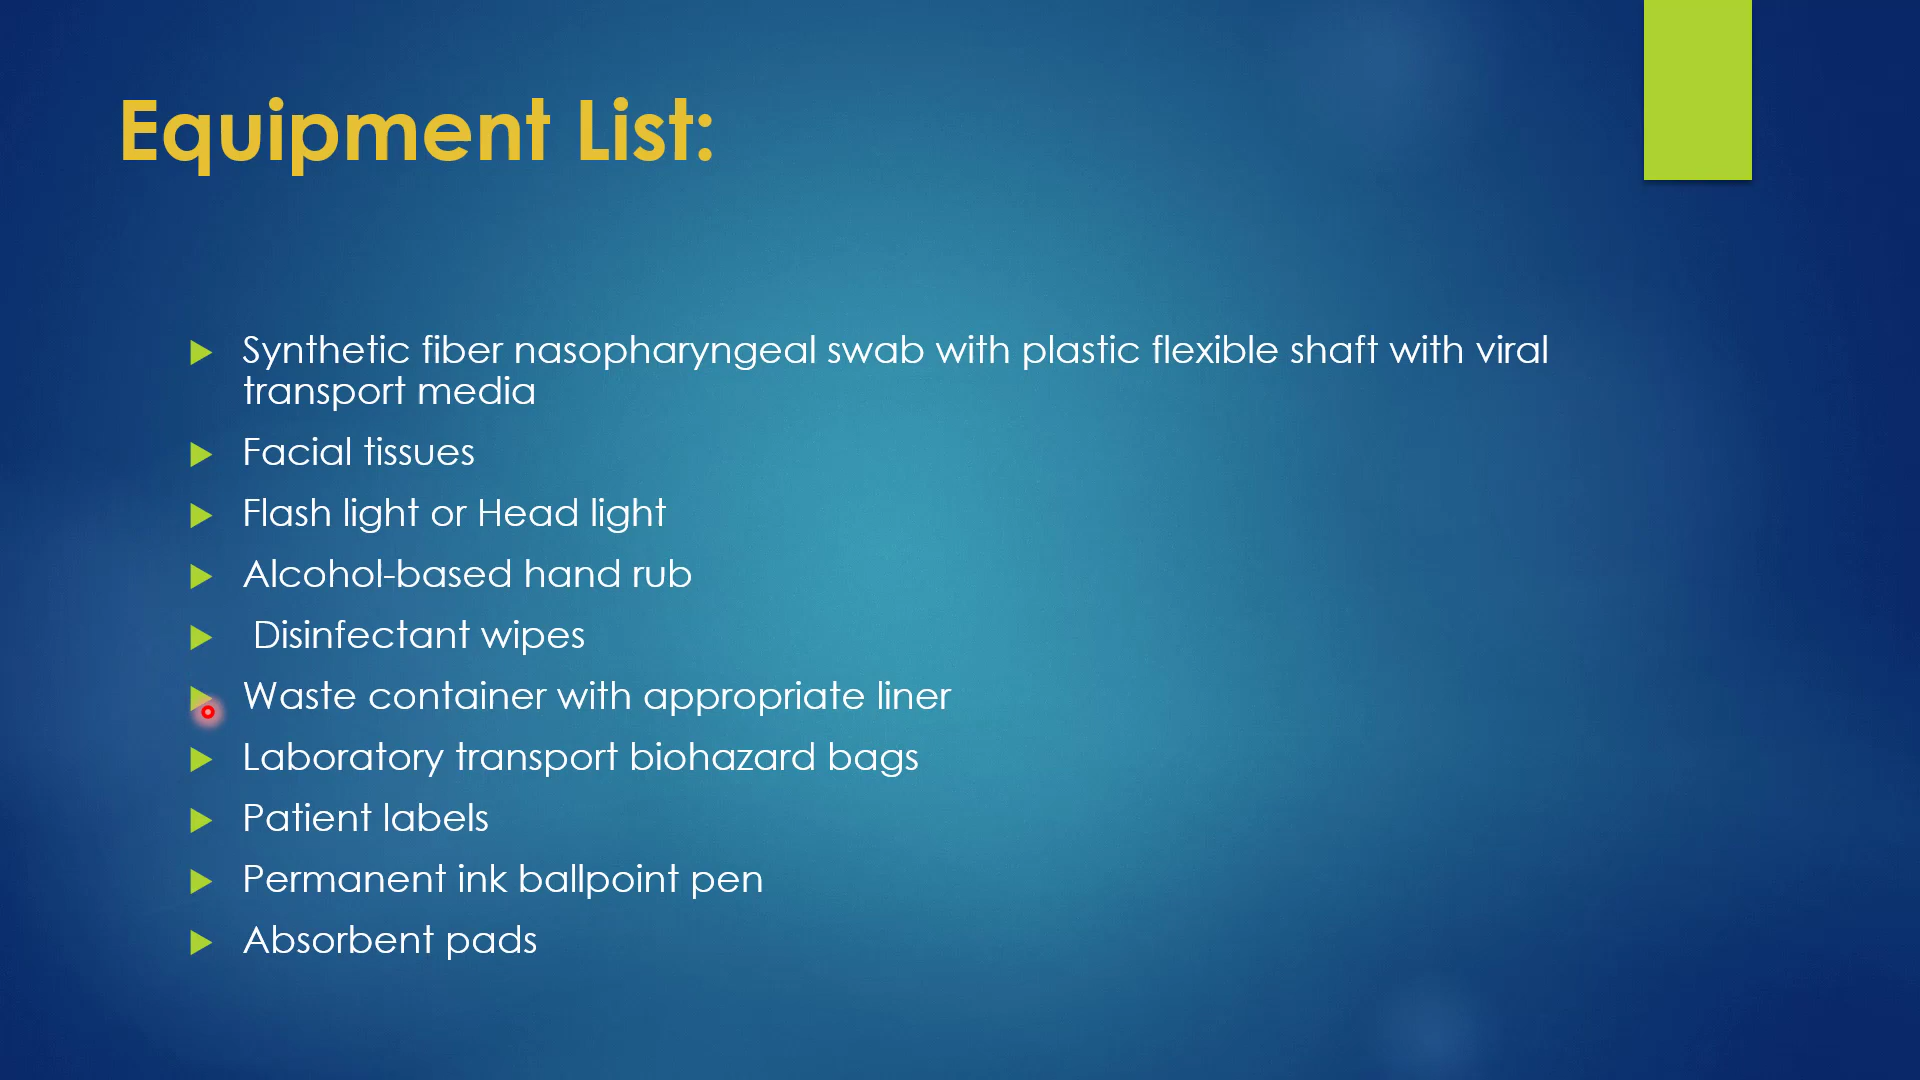 Equipment List:
Synthetic fiber nasopharyngeal swab with plastic flexible shaft with viral
transport media
Facial tissues
Flash light or Head light
Alcohol-based hand rub
Disinfectant wipes
Waste container with appropriate liner
Laboratory transport biohazard bags
Patient labels
Permanent ink ballpoint pen
Absorbent pads